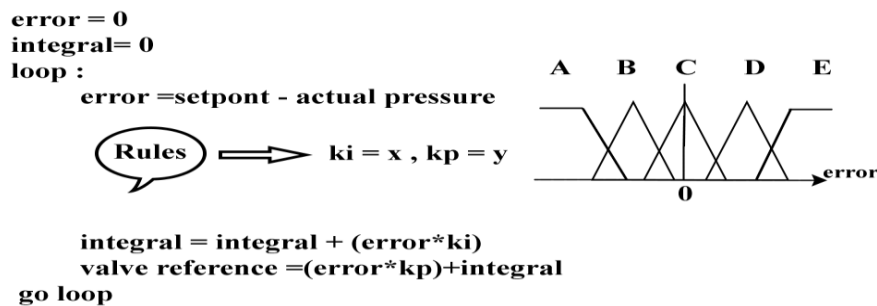 error = 0
integral= 0
loop :
error =setpont - actual pressure
Rules
ki = x , kp = y
integral = integral + (error*ki)
valve reference =(error*kp)+integral
go loop
A B C D E
error
0